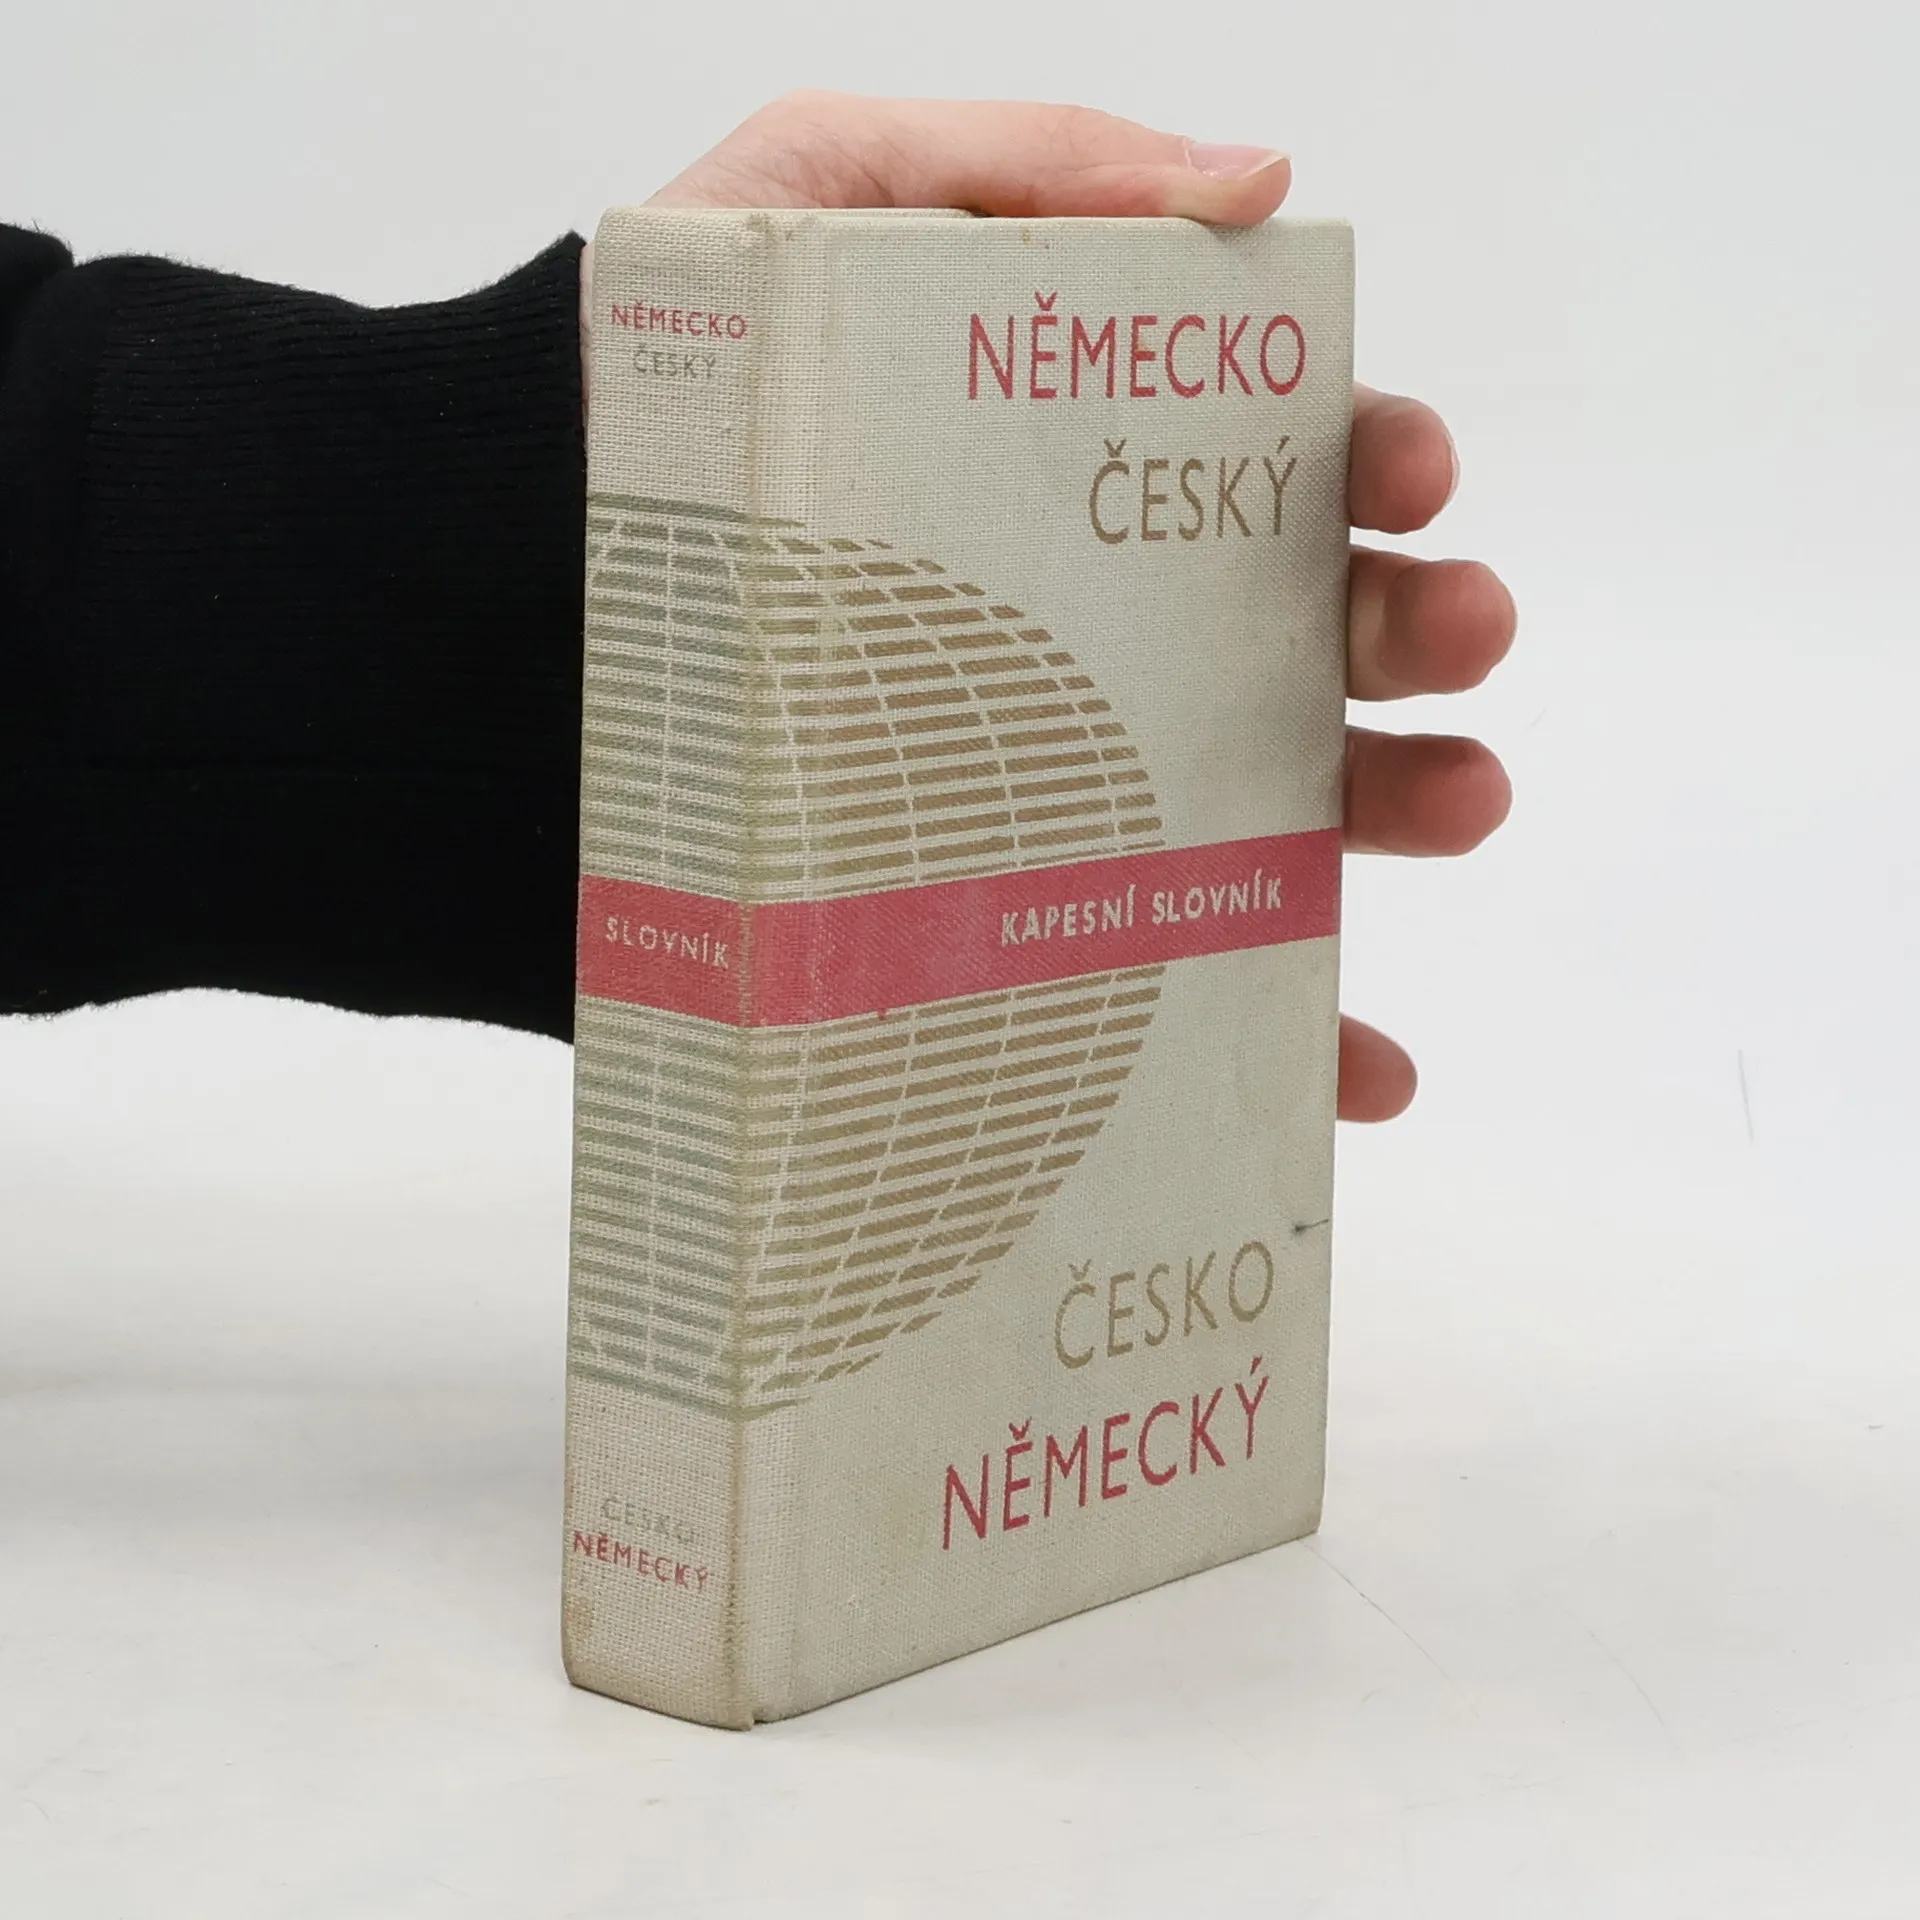 NĚMECKO
ČESKÝ
SLOVNÍK
ČESKO
NĚMECKÝ
NĚMECKO
ČESKÝ
KAPESNÍ SLOVNÍK
ČESKO
NĚMECKÝ